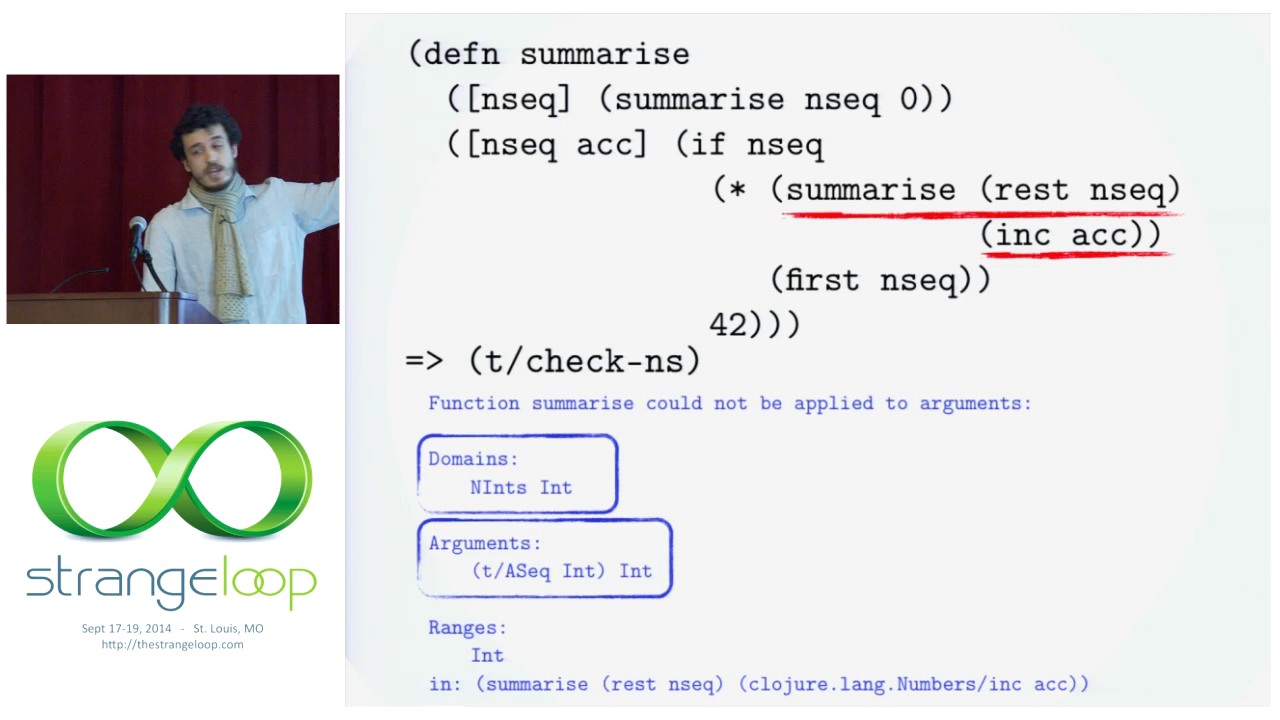 (defn summarise
([nseq] (summarise nseq 0))
([nseq acc] (if nseq
(* (summarise (rest nseq)
(inc acc))
(first nseq))
42)))
=> (t/check-ns)
Function summarise could not be applied to arguments:
Domains:
NInts Int
Arguments:
(t/ASeq Int) Int
Ranges:
Int
in: (summarise (rest nseq) (clojure.lang.Numbers/inc acc))
strangeloop
Sept 17-19, 2014 - St. Louis, MO
http://thestrangeloop.com